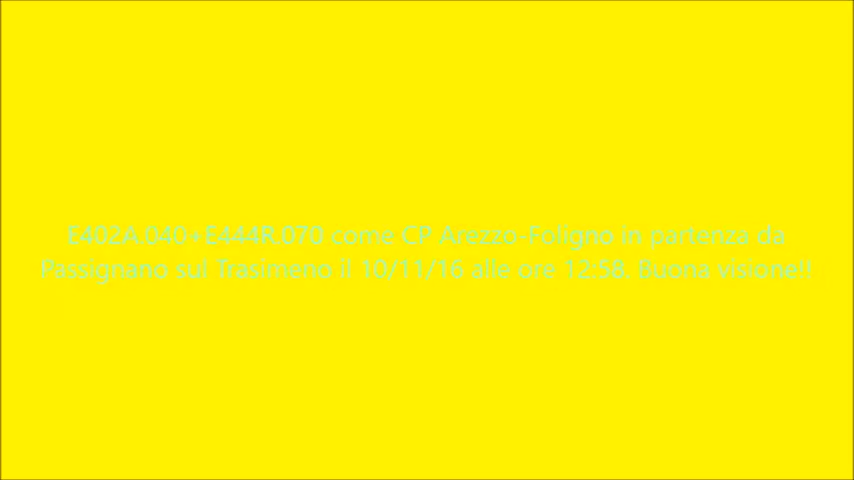 E402A.040+E444R.070 come CP Arezzo-Foligno in partenza da
Passignano sul Trasimeno il 10/11/16 alle ore 12:58. Buona visione!!